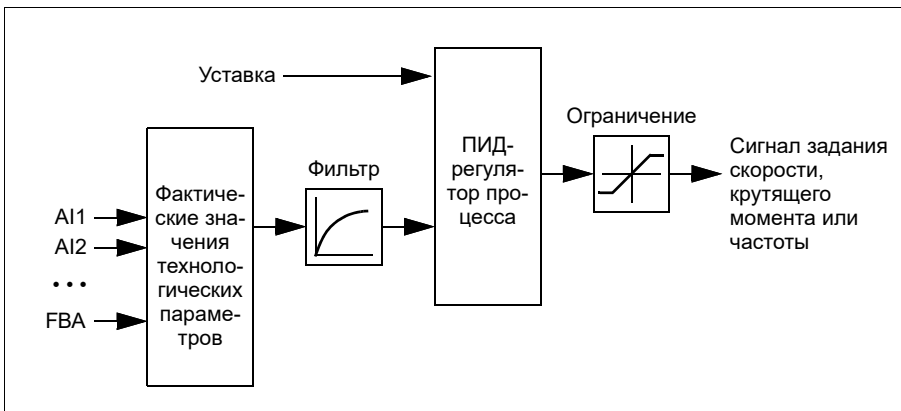 Уставка
AI1
AI2
• • •
FBA
Фактиче-
ские зна-
чения
техноло-
гических
параме-
тров
Фильтр
ПИД-
регуля-
тор про-
цесса
Ограничение
Сигнал задания
скорости,
крутящего
момента или
частоты